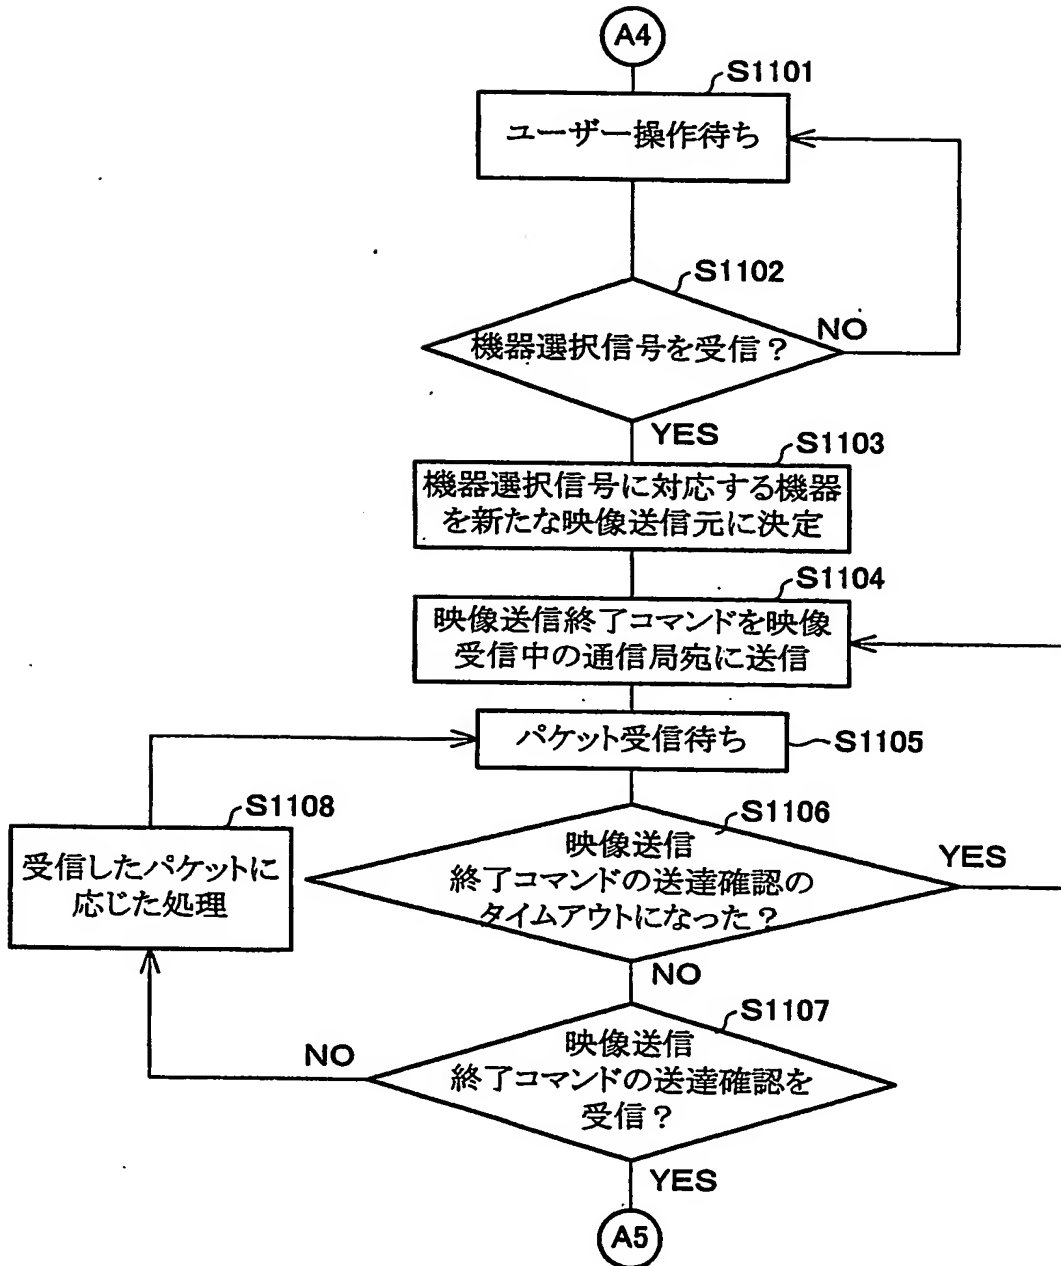 A4
S1101
ユーザー操作待ち
S1102
機器選択信号を受信？
NO
YES
S1103
機器選択信号に対応する機器
を新たな映像送信元に決定
S1104
映像送信終了コマンドを映像
受信中の通信局宛に送信
パケット受信待ち
S1105
S1108
受信したパケットに
応じた処理
S1106
映像送信
終了コマンドの送達確認の
タイムアウトになった？
YES
NO
S1107
映像送信
終了コマンドの送達確認を
受信？
NO
YES
A5